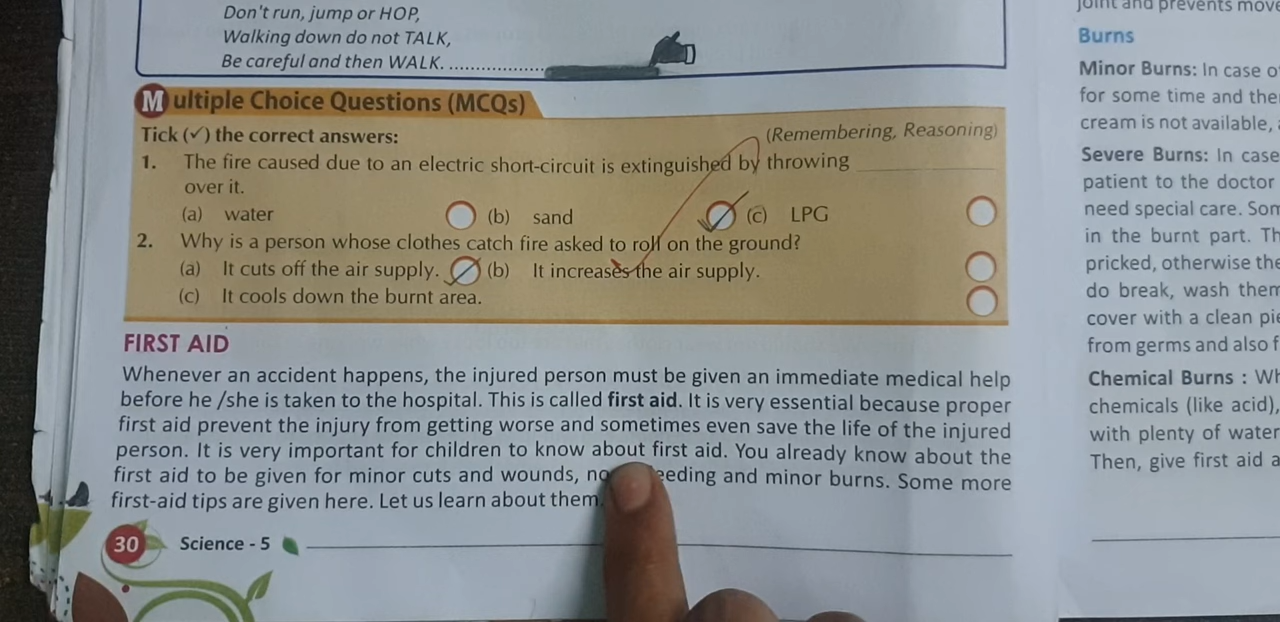 Don't run, jump or HOP,
Walking down do not TALK,
Be careful and then WALK. ..................
Multiple Choice Questions (MCQs)
Tick (✓) the correct answers:
(Remembering, Reasoning)
1. The fire caused due to an electric short-circuit is extinguished by throwing ____________
over it.
(a) water (b) sand (c) LPG
2. Why is a person whose clothes catch fire asked to roll on the ground?
(a) It cuts off the air supply. (b) It increases the air supply.
(c) It cools down the burnt area.
FIRST AID
Whenever an accident happens, the injured person must be given an immediate medical help
before he /she is taken to the hospital. This is called first aid. It is very essential because proper
first aid prevent the injury from getting worse and sometimes even save the life of the injured
person. It is very important for children to know about first aid. You already know about the
first aid to be given for minor cuts and wounds, and minor burns. Some more
first-aid tips are given here. Let us learn about them.
30 Science - 5
joint and prevents
Burns
Minor Burns: In case
for some time and
cream is not available,
Severe Burns: In case
patient to the doctor
need special care.
in the burnt part.
pricked, otherwise
do break, wash
cover with a clean
from germs and also
Chemical Burns :
chemicals (like acid),
with plenty of water
Then, give first aid